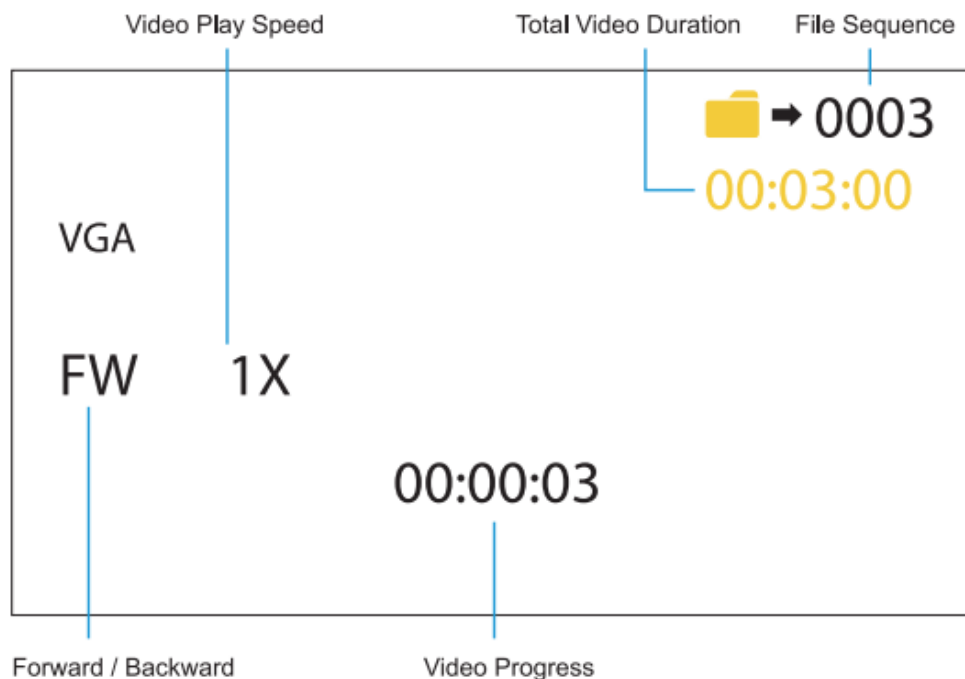 Video Play Speed Total Video Duration File Sequence
0003
00:03:00
VGA
FW 1X
00:00:03
Forward / Backward Video Progress